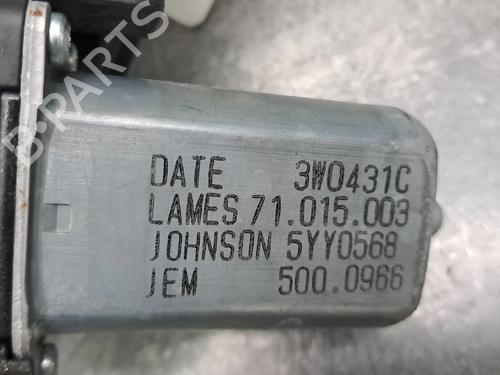 B-PARTS
DATE 3W0431C
LAMES 71.015.003
JOHNSON 5YY0568
JEM 500.0966